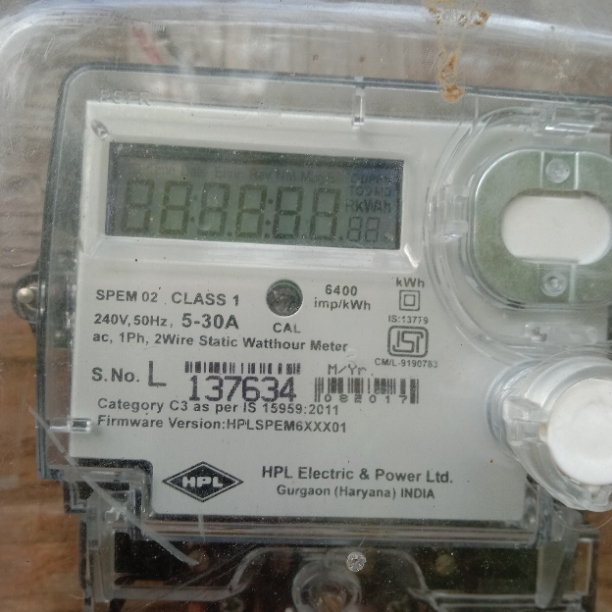 SPEM 02 CLASS 1
6400
imp/kWh
kWh
IS:13779
240V,50Hz, 5-30A
CAL
ac, 1Ph, 2Wire Static Watthour Meter
ISI
CM/L-9190783
S.No. L 137634
M/Yr.
082017
Category C3 as per IS 15959:2011
Firmware Version:HPLSPEM6XXX01
HPL
HPL Electric & Power Ltd.
Gurgaon (Haryana) INDIA